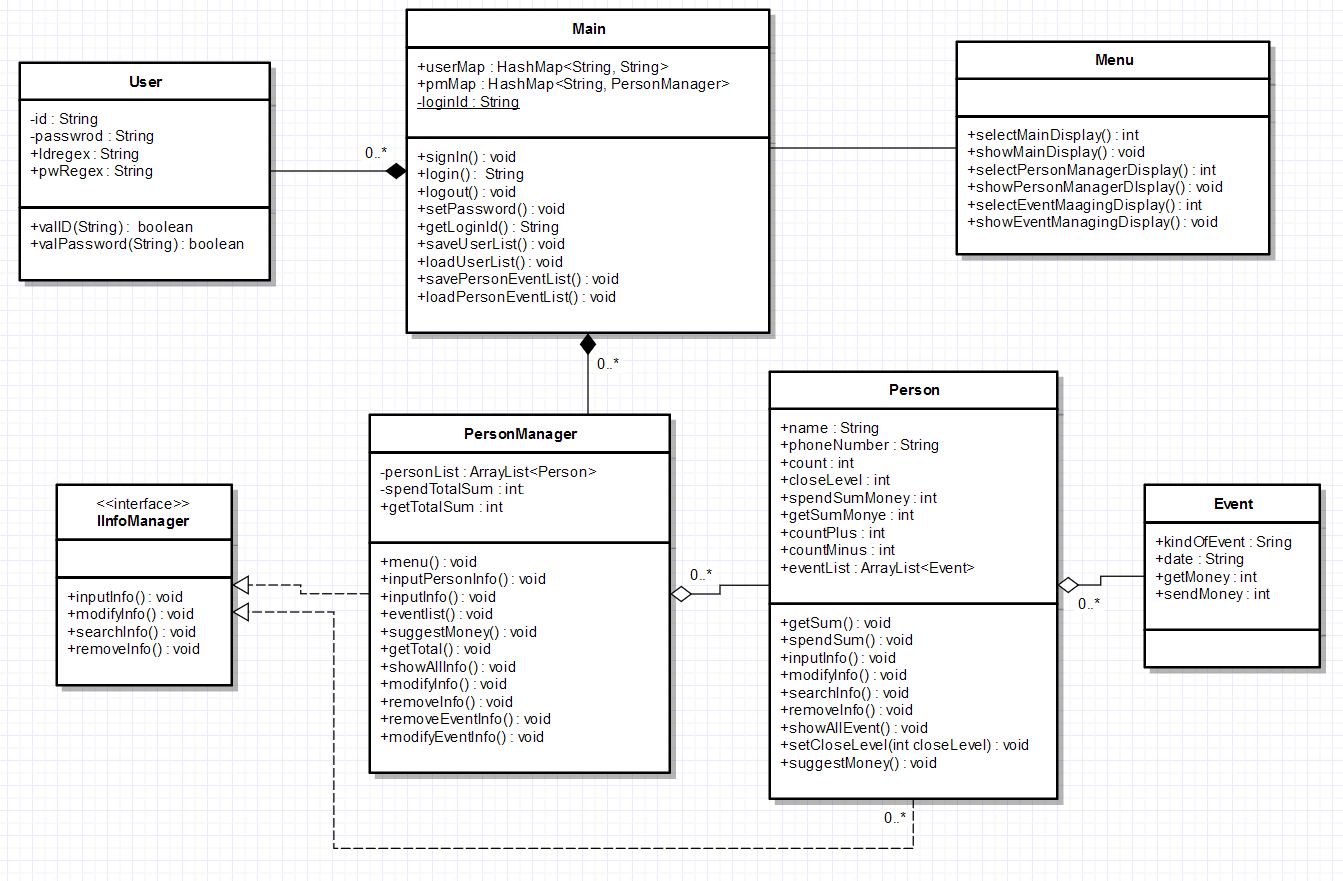 Main
+userMap : HashMap<String, String>
+pmMap : HashMap<String, PersonManager>
-loginId : String
+signIn() : void
+login() : String
+logout() : void
+setPassword() : void
+getLoginId() : String
+saveUserList() : void
+loadUserList() : void
+savePersonEventList() : void
+loadPersonEventList() : void
User
-id : String
-passwrod : String
+Idregex : String
+pwRegex : String
+valID(String) : boolean
+valPassword(String) : boolean
0..*
Menu
+selectMainDisplay() : int
+showMainDisplay() : void
+selectPersonManagerDisplay() : int
+showPersonManagerDIsplay() : void
+selectEventMaagingDisplay() : int
+showEventManagingDisplay() : void
0..*
PersonManager
-personList : ArrayList<Person>
-spendTotalSum : int
+getTotalSum : int
+menu() : void
+inputPersonInfo() : void
+inputInfo() : void
+eventlist() : void
+suggestMoney() : void
+getTotal() : void
+showAllInfo() : void
+modifyInfo() : void
+removeInfo() : void
+removeEventInfo() : void
+modifyEventInfo() : void
<<interface>>
IInfoManager
+inputInfo() : void
+modifyInfo() : void
+searchInfo() : void
+removeInfo() : void
0..*
Person
+name : String
+phoneNumber : String
+count : int
+closeLevel : int
+spendSumMoney : int
+getSumMonye : int
+countPlus : int
+countMinus : int
+eventList : ArrayList<Event>
+getSum() : void
+spendSum() : void
+inputInfo() : void
+modifyInfo() : void
+searchInfo() : void
+removeInfo() : void
+showAllEvent() : void
+setCloseLevel(int closeLevel) : void
+suggestMoney() : void
0..*
0..*
Event
+kindOfEvent : Sring
+date : String
+getMoney : int
+sendMoney : int